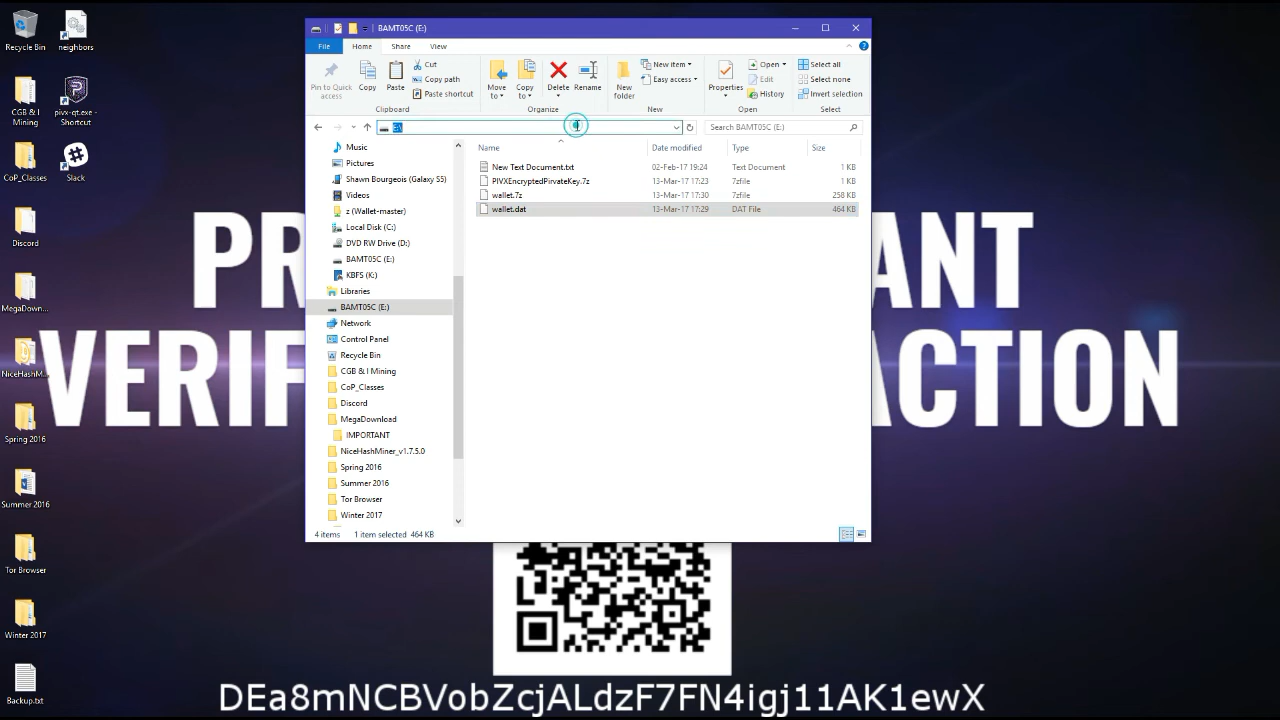 BAMT05C (E:)
File Home Share View
Pin to Quick access
Copy
Paste
Cut
Copy path
Paste shortcut
Clipboard
Move to
Copy to
Delete
Rename
Organize
New folder
New item
Easy access
New
Properties
Open
Edit
History
Open
Select all
Select none
Invert selection
Select
E:\
Search BAMT05C (E:)
Name Date modified Type Size
New Text Document.txt 02-Feb-17 19:24 Text Document 1 KB
PIVXEncryptedPirvateKey.7z 13-Mar-17 17:23 7zfile 1 KB
wallet.7z 13-Mar-17 17:30 7zfile 258 KB
wallet.dat 13-Mar-17 17:29 DAT File 464 KB
Music
Pictures
Shawn Bourgeois (Galaxy S5)
Videos
z (Wallet-master)
Local Disk (C:)
DVD RW Drive (D:)
BAMT05C (E:)
KBFS (K:)
Libraries
BAMT05C (E:)
Network
Control Panel
Recycle Bin
CGB & I Mining
CoP_Classes
Discord
MegaDownload
IMPORTANT
NiceHashMiner_v1.7.5.0
Spring 2016
Summer 2016
Tor Browser
Winter 2017
4 items 1 item selected 464 KB
Recycle Bin
neighbors
CGB & I Mining
pivx-qt.exe - Shortcut
CoP_Classes
Slack
Discord
MegaDown...
NiceHashM...
Spring 2016
Summer 2016
Tor Browser
Winter 2017
Backup.txt
PR ANT
VERIF ACTION
DEa8mNCBVobZcjALdzF7FN4igj11AK1ewX